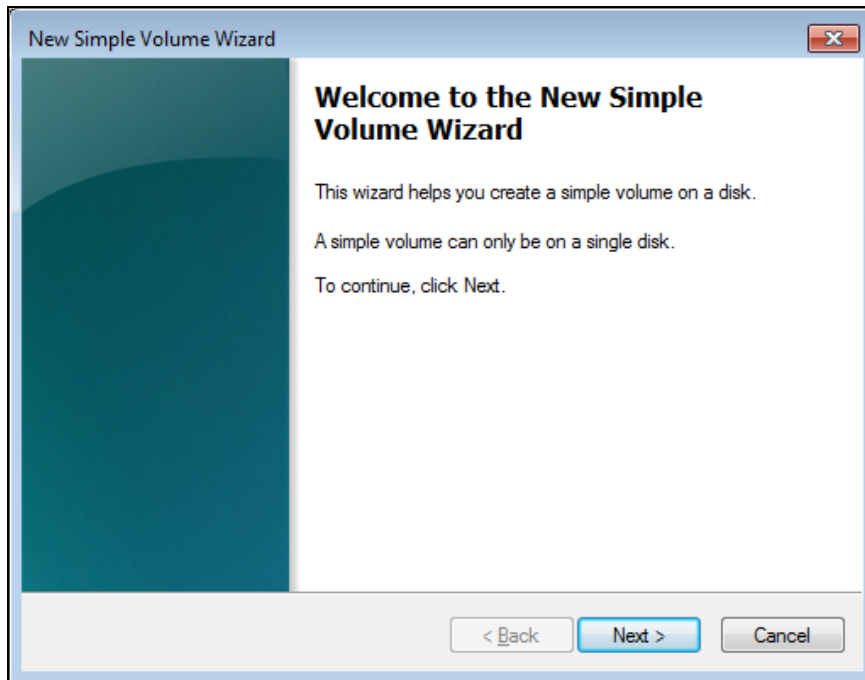 New Simple Volume Wizard
Welcome to the New Simple
Volume Wizard
This wizard helps you create a simple volume on a disk.
A simple volume can only be on a single disk.
To continue, click Next.
< Back
Next >
Cancel